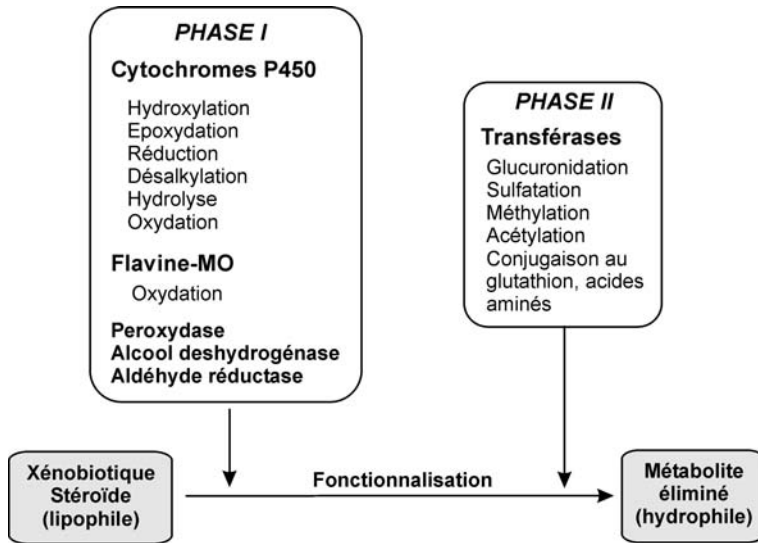 PHASE I
Cytochromes P450
Hydroxylation
Epoxydation
Réduction
Désalkylation
Hydrolyse
Oxydation
Flavine-MO
Oxydation
Peroxydase
Alcool deshydrogénase
Aldéhyde réductase
PHASE II
Transférases
Glucuronidation
Sulfatation
Méthylation
Acétylation
Conjugaison au
glutathion, acides
aminés
Xénobiotique
Stéroïde
(lipophile)
Fonctionnalisation
Métabolite
éliminé
(hydrophile)